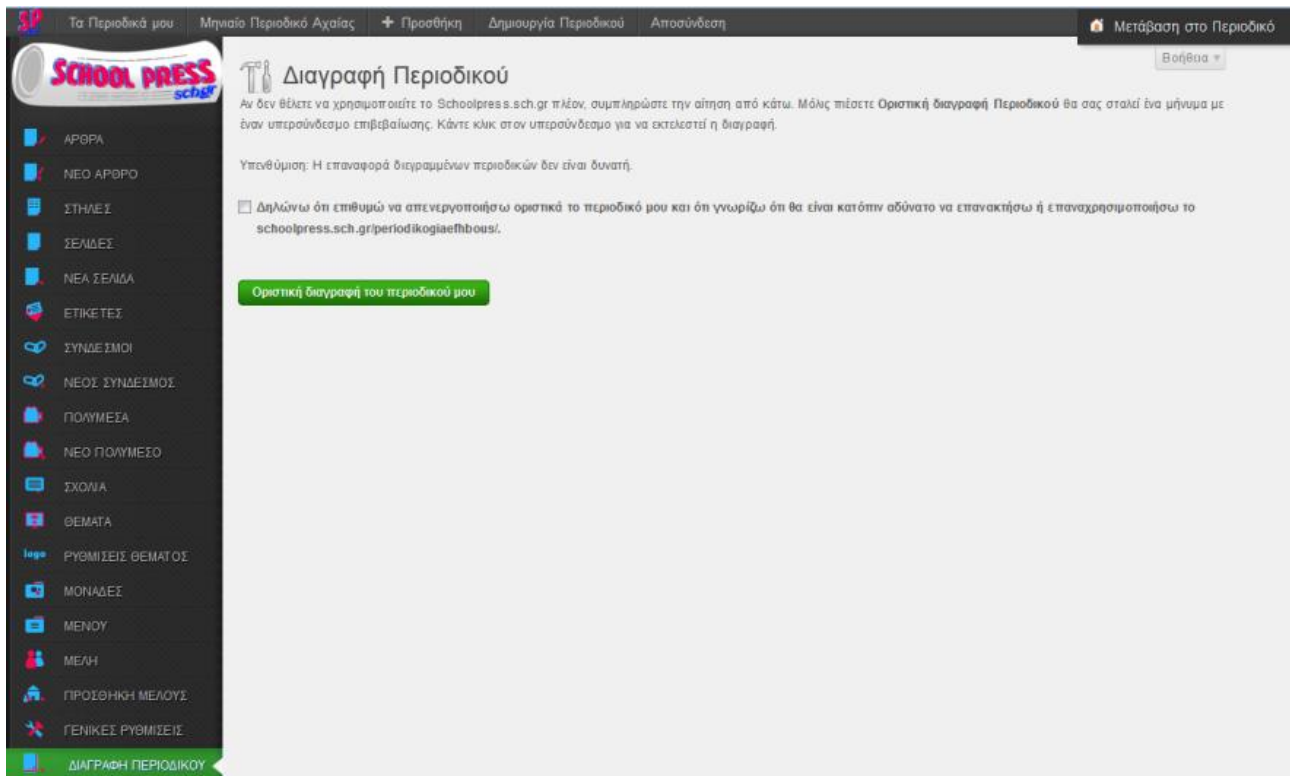 SP Τα Περιοδικά μου Μηνιαίο Περιοδικό Αχαίας + Προσθήκη Δημιουργία Περιοδικού Αποσύνδεση Μετάβαση στο Περιοδικό
Βοήθεια
SCHOOL PRESS
schgr
Διαγραφή Περιοδικού
Αν δεν θέλετε να χρησιμοποιείτε το Schoolpress.sch.gr πλέον, συμπληρώστε την αίτηση από κάτω. Μόλις πιέσετε Οριστική διαγραφή Περιοδικού θα σας σταλεί ένα μήνυμα με
έναν υπερσύνδεσμο επιβεβαίωσης. Κάντε κλικ στον υπερσύνδεσμο για να εκτελεστεί η διαγραφή.
Υπενθύμιση: Η επαναφορά διεγραμμένων περιοδικών δεν είναι δυνατή.
Δηλώνω ότι επιθυμώ να απενεργοποιήσω οριστικά το περιοδικό μου και ότι γνωρίζω ότι θα είναι κατόπιν αδύνατο να επανακτήσω ή επαναχρησιμοποιήσω το
schoolpress.sch.gr/periodikogiaefhbous/.
Οριστική διαγραφή του περιοδικού μου
ΑΡΘΡΑ
ΝΕΟ ΑΡΘΡΟ
ΣΤΗΛΕΣ
ΣΕΛΙΔΕΣ
ΝΕΑ ΣΕΛΙΔΑ
ΕΤΙΚΕΤΕΣ
ΣΥΝΔΕΣΜΟΙ
ΝΕΟΣ ΣΥΝΔΕΣΜΟΣ
ΠΟΛΥΜΕΣΑ
ΝΕΟ ΠΟΛΥΜΕΣΟ
ΣΧΟΛΙΑ
ΘΕΜΑΤΑ
logo ΡΥΘΜΙΣΕΙΣ ΘΕΜΑΤΟΣ
ΜΟΝΑΔΕΣ
ΜΕΝΟΥ
ΜΕΛΗ
ΠΡΟΣΘΗΚΗ ΜΕΛΟΥΣ
ΓΕΝΙΚΕΣ ΡΥΘΜΙΣΕΙΣ
ΔΙΑΓΡΑΦΗ ΠΕΡΙΟΔΙΚΟΥ